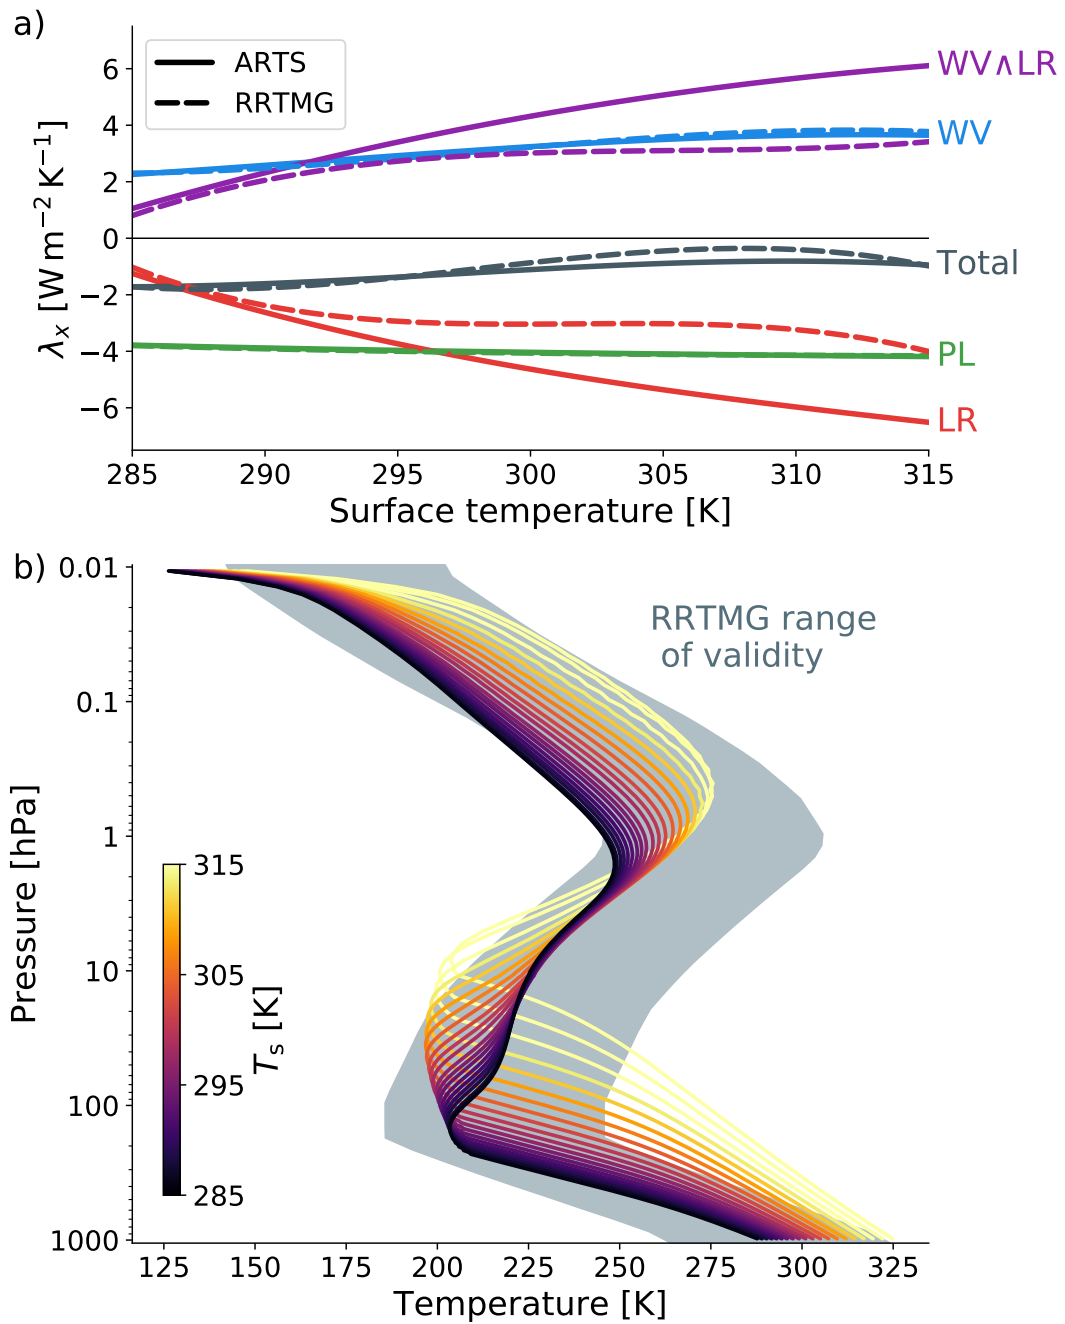 a)
ARTS
RRTMG
WV∧LR
WV
Total
PL
LR
6
4
2
0
−2
−4
−6
λx [W m−2 K−1]
285 290 295 300 305 310 315
Surface temperature [K]
b)
RRTMG range
of validity
0.01
0.1
1
10
100
1000
Pressure [hPa]
315
305
295
285
Ts [K]
125 150 175 200 225 250 275 300 325
Temperature [K]